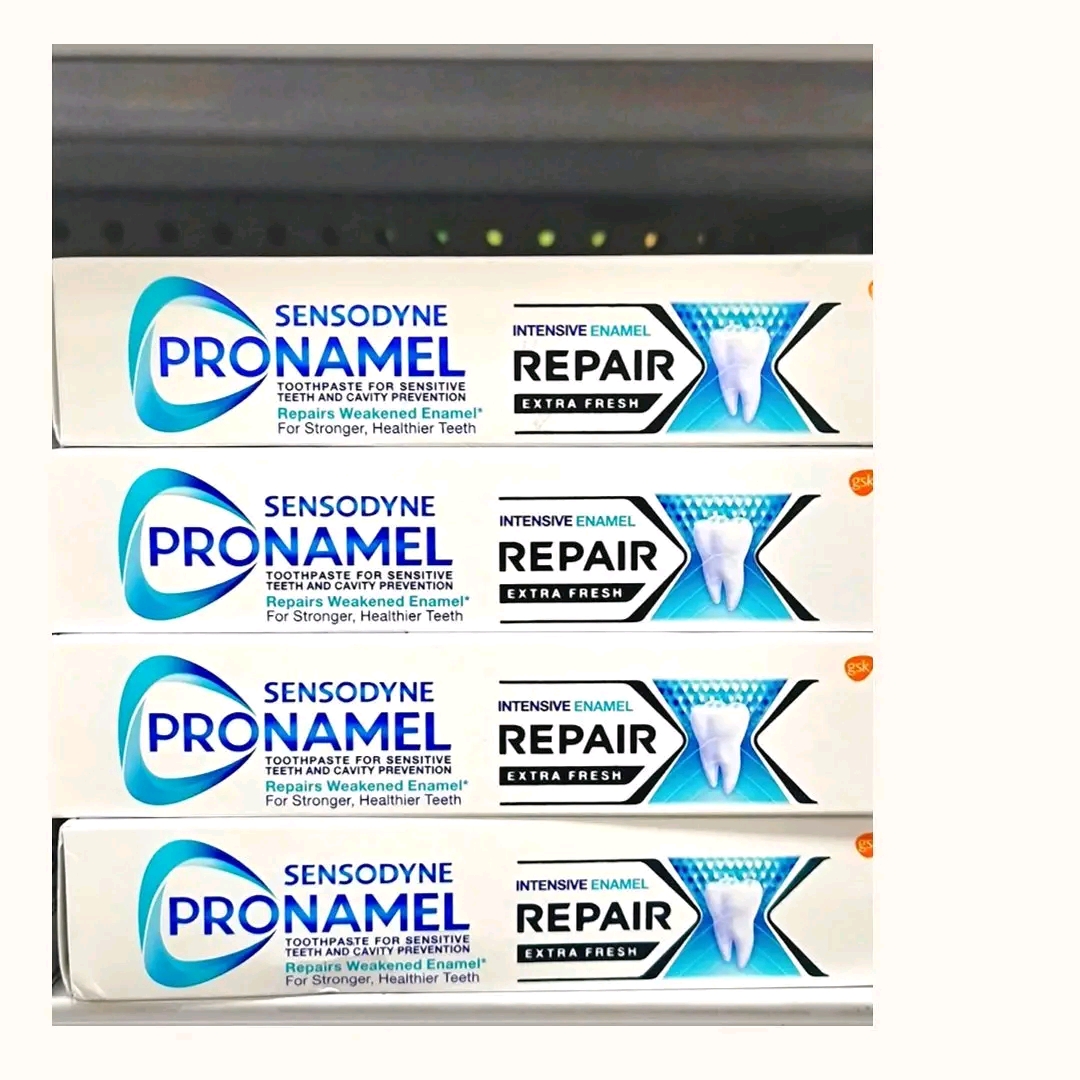 SENSODYNE
PRONAMEL
TOOTHPASTE FOR SENSITIVE
TEETH AND CAVITY PREVENTION
Repairs Weakened Enamel*
For Stronger, Healthier Teeth
INTENSIVE ENAMEL
REPAIR
EXTRA FRESH
SENSODYNE
PRONAMEL
TOOTHPASTE FOR SENSITIVE
TEETH AND CAVITY PREVENTION
Repairs Weakened Enamel*
For Stronger, Healthier Teeth
INTENSIVE ENAMEL
REPAIR
EXTRA FRESH
gsk
SENSODYNE
PRONAMEL
TOOTHPASTE FOR SENSITIVE
TEETH AND CAVITY PREVENTION
Repairs Weakened Enamel*
For Stronger, Healthier Teeth
INTENSIVE ENAMEL
REPAIR
EXTRA FRESH
gsk
SENSODYNE
PRONAMEL
TOOTHPASTE FOR SENSITIVE
TEETH AND CAVITY PREVENTION
Repairs Weakened Enamel*
For Stronger, Healthier Teeth
INTENSIVE ENAMEL
REPAIR
EXTRA FRESH
gsk